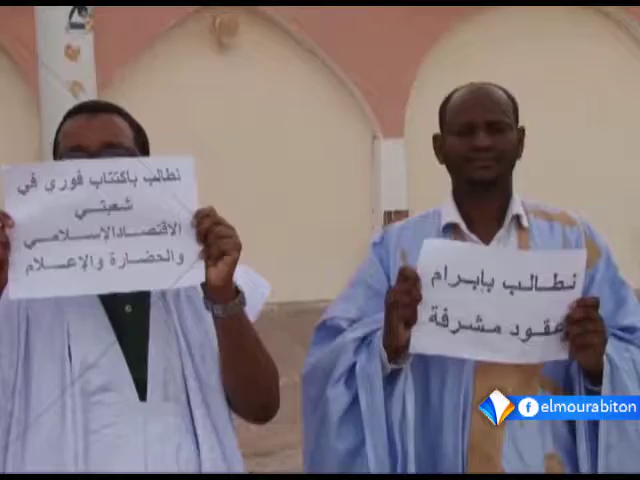 نطالب باكتتاب فوري في
شعبتي
الاقتصاد الإسلامي
والحضارة والإعلام
نطالب بإبرام
عقود مشرفة
elmourabiton